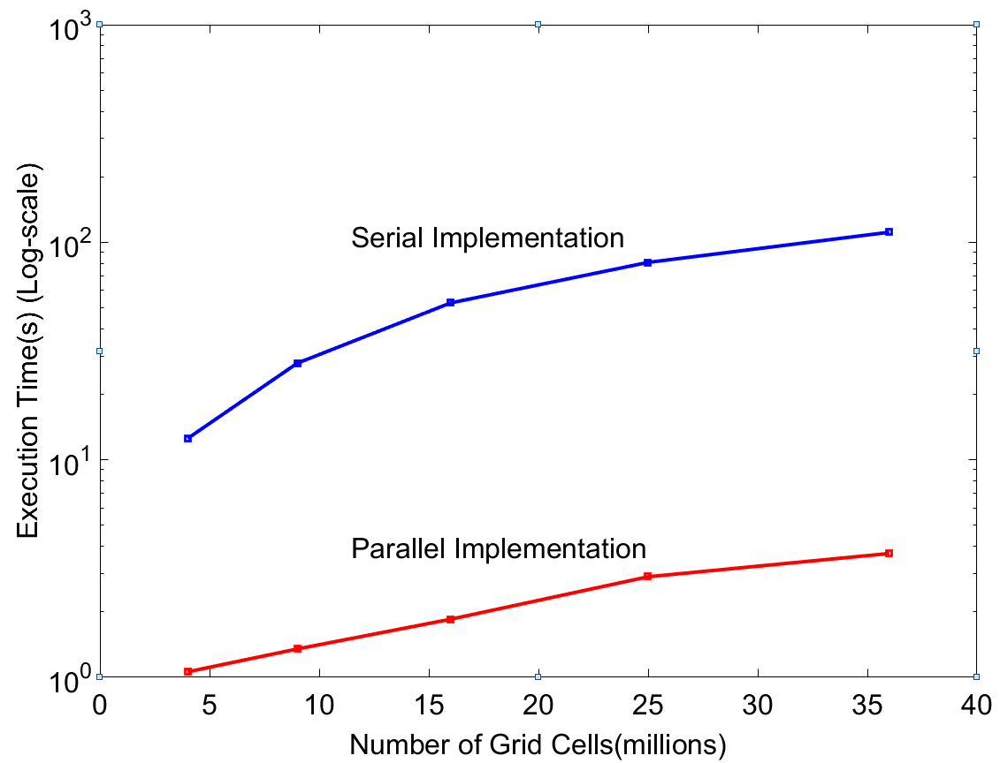 10³
10²
10¹
10⁰
Execution Time(s) (Log-scale)
Serial Implementation
Parallel Implementation
0 5 10 15 20 25 30 35 40
Number of Grid Cells(millions)